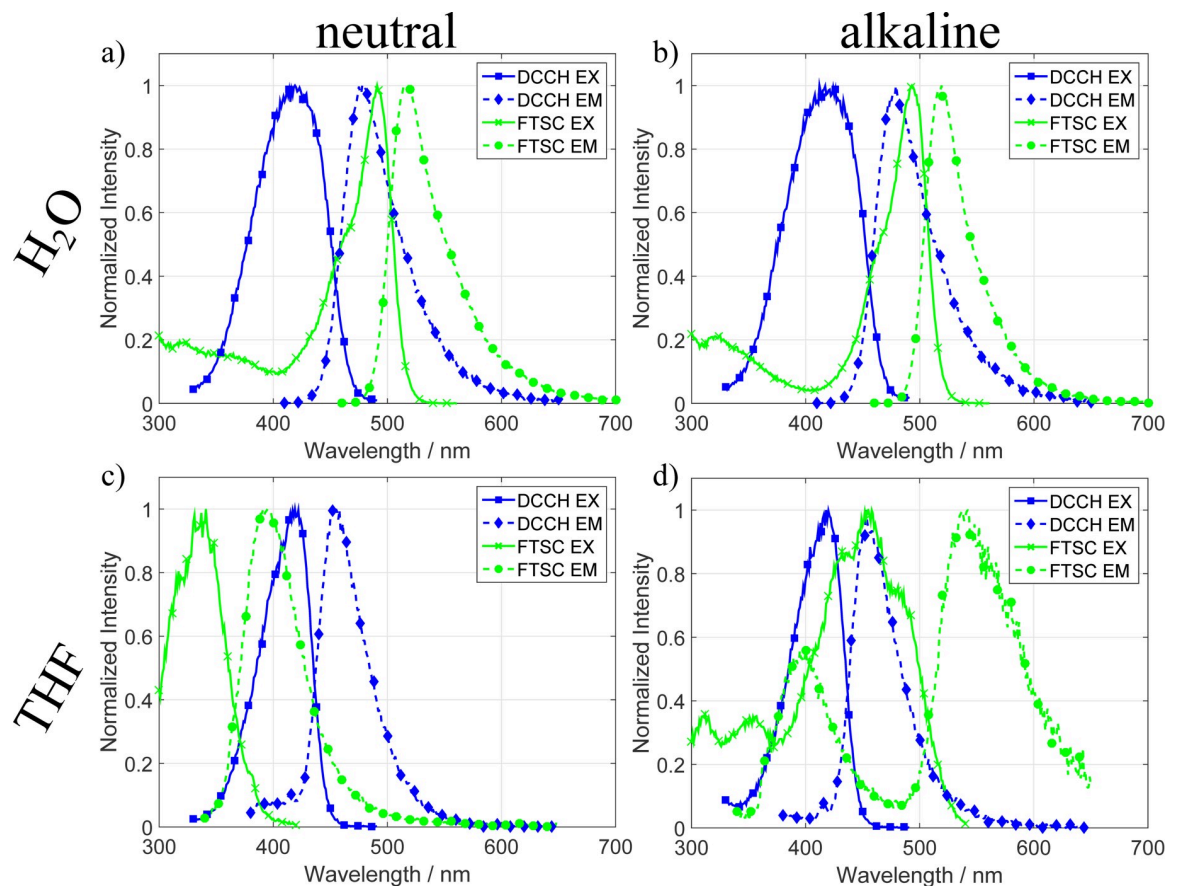 neutral
alkaline
H₂O
THF
a)
Normalized Intensity
1
0.8
0.6
0.4
0.2
0
300 400 500 600 700
Wavelength / nm
DCCH EX
DCCH EM
FTSC EX
FTSC EM
b)
Normalized Intensity
1
0.8
0.6
0.4
0.2
0
300 400 500 600 700
Wavelength / nm
DCCH EX
DCCH EM
FTSC EX
FTSC EM
c)
Normalized Intensity
1
0.8
0.6
0.4
0.2
0
300 400 500 600 700
Wavelength / nm
DCCH EX
DCCH EM
FTSC EX
FTSC EM
d)
Normalized Intensity
1
0.8
0.6
0.4
0.2
0
300 400 500 600 700
Wavelength / nm
DCCH EX
DCCH EM
FTSC EX
FTSC EM